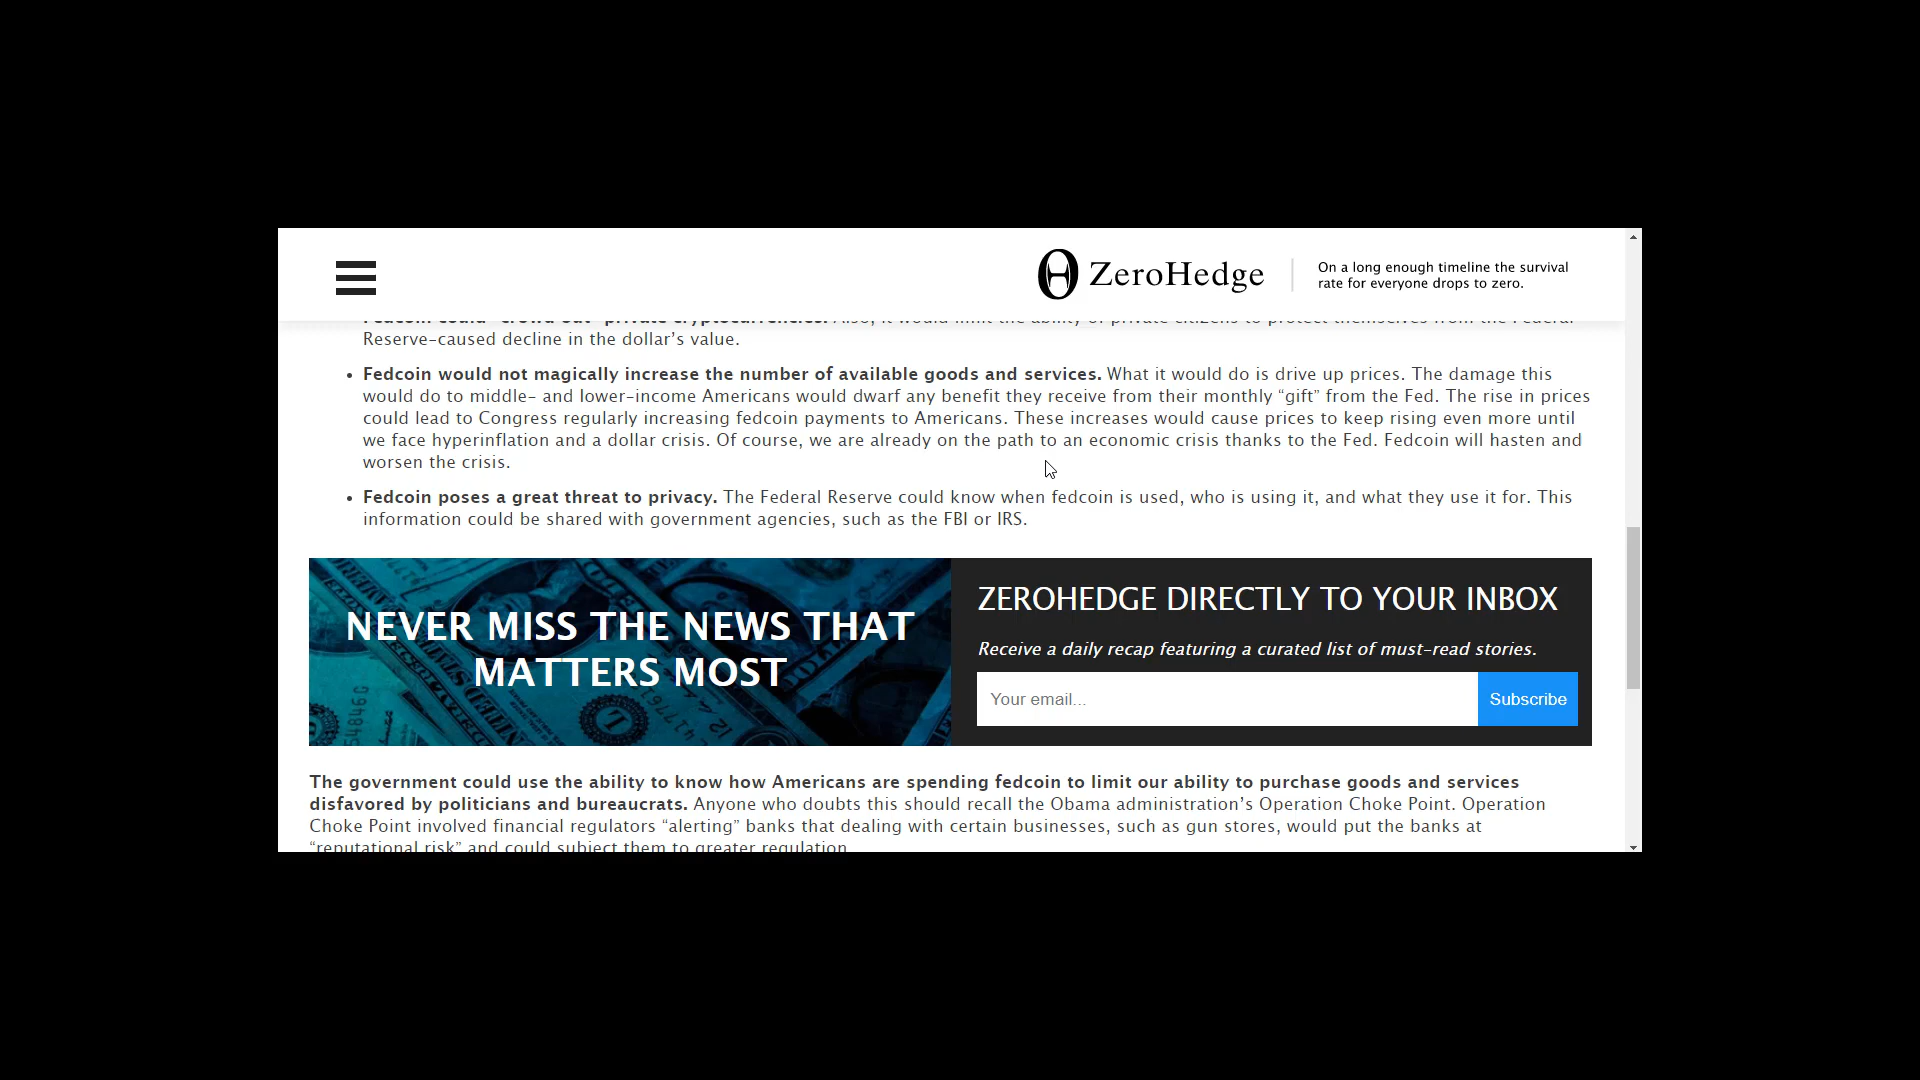 ZeroHedge
On a long enough timeline the survival
rate for everyone drops to zero.
Fedcoin could “crowd out” private cryptocurrencies. Also, it would limit the ability of private citizens to protect themselves from the Federal
Reserve-caused decline in the dollar’s value.
• Fedcoin would not magically increase the number of available goods and services. What it would do is drive up prices. The damage this
would do to middle- and lower-income Americans would dwarf any benefit they receive from their monthly “gift” from the Fed. The rise in prices
could lead to Congress regularly increasing fedcoin payments to Americans. These increases would cause prices to keep rising even more until
we face hyperinflation and a dollar crisis. Of course, we are already on the path to an economic crisis thanks to the Fed. Fedcoin will hasten and
worsen the crisis.
• Fedcoin poses a great threat to privacy. The Federal Reserve could know when fedcoin is used, who is using it, and what they use it for. This
information could be shared with government agencies, such as the FBI or IRS.
NEVER MISS THE NEWS THAT
MATTERS MOST
ZEROHEDGE DIRECTLY TO YOUR INBOX
Receive a daily recap featuring a curated list of must-read stories.
Your email...
Subscribe
The government could use the ability to know how Americans are spending fedcoin to limit our ability to purchase goods and services
disfavored by politicians and bureaucrats. Anyone who doubts this should recall the Obama administration’s Operation Choke Point. Operation
Choke Point involved financial regulators “alerting” banks that dealing with certain businesses, such as gun stores, would put the banks at
“reputational risk” and could subject them to greater regulation.